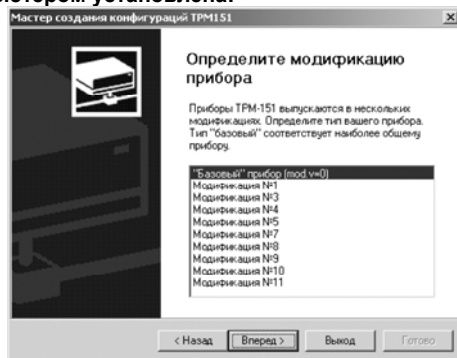 установлена.
Мастер создания конфигураций ТРМ151
Определите модификацию
прибора
Приборы ТРМ-151 выпускаются в нескольких
модификациях. Определите тип вашего прибора.
Тип "базовый" соответствует наиболее общему
прибору.
"Базовый" прибор (mod.v=0)
Модификация №1
Модификация №3
Модификация №4
Модификация №5
Модификация №7
Модификация №8
Модификация №9
Модификация №10
Модификация №11
< Назад Вперед > Выход Готово